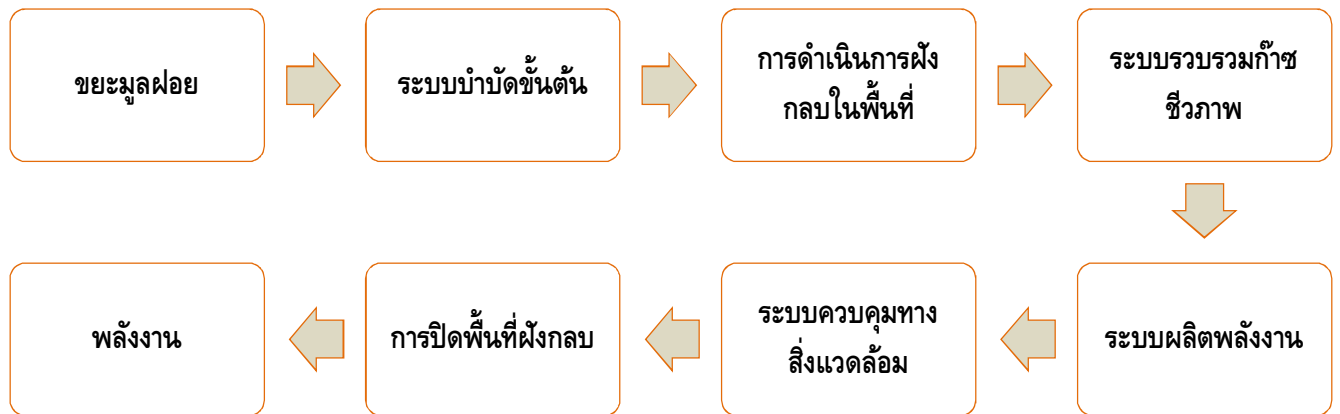 ขยะมูลฝอย
ระบบบำบัดขั้นต้น
การดำเนินการฝัง
กลบในพื้นที่
ระบบรวบรวมก๊าซ
ชีวภาพ
ระบบผลิตพลังงาน
ระบบควบคุมทาง
สิ่งแวดล้อม
การปิดพื้นที่ฝังกลบ
พลังงาน